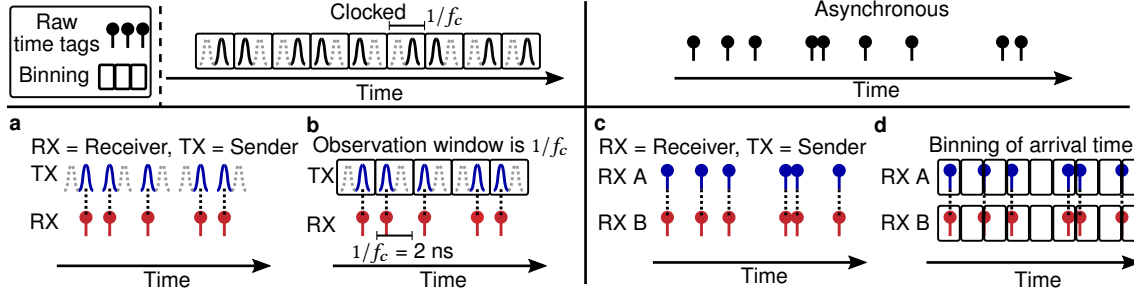 Raw
time tags
Binning
Clocked
1/f_c
Time
Asynchronous
Time
a
RX = Receiver, TX = Sender
TX
RX
Time
b
Observation window is 1/f_c
TX
RX
1/f_c = 2 ns
Time
c
RX = Receiver, TX = Sender
RX A
RX B
Time
d
Binning of arrival time
RX A
RX B
Time